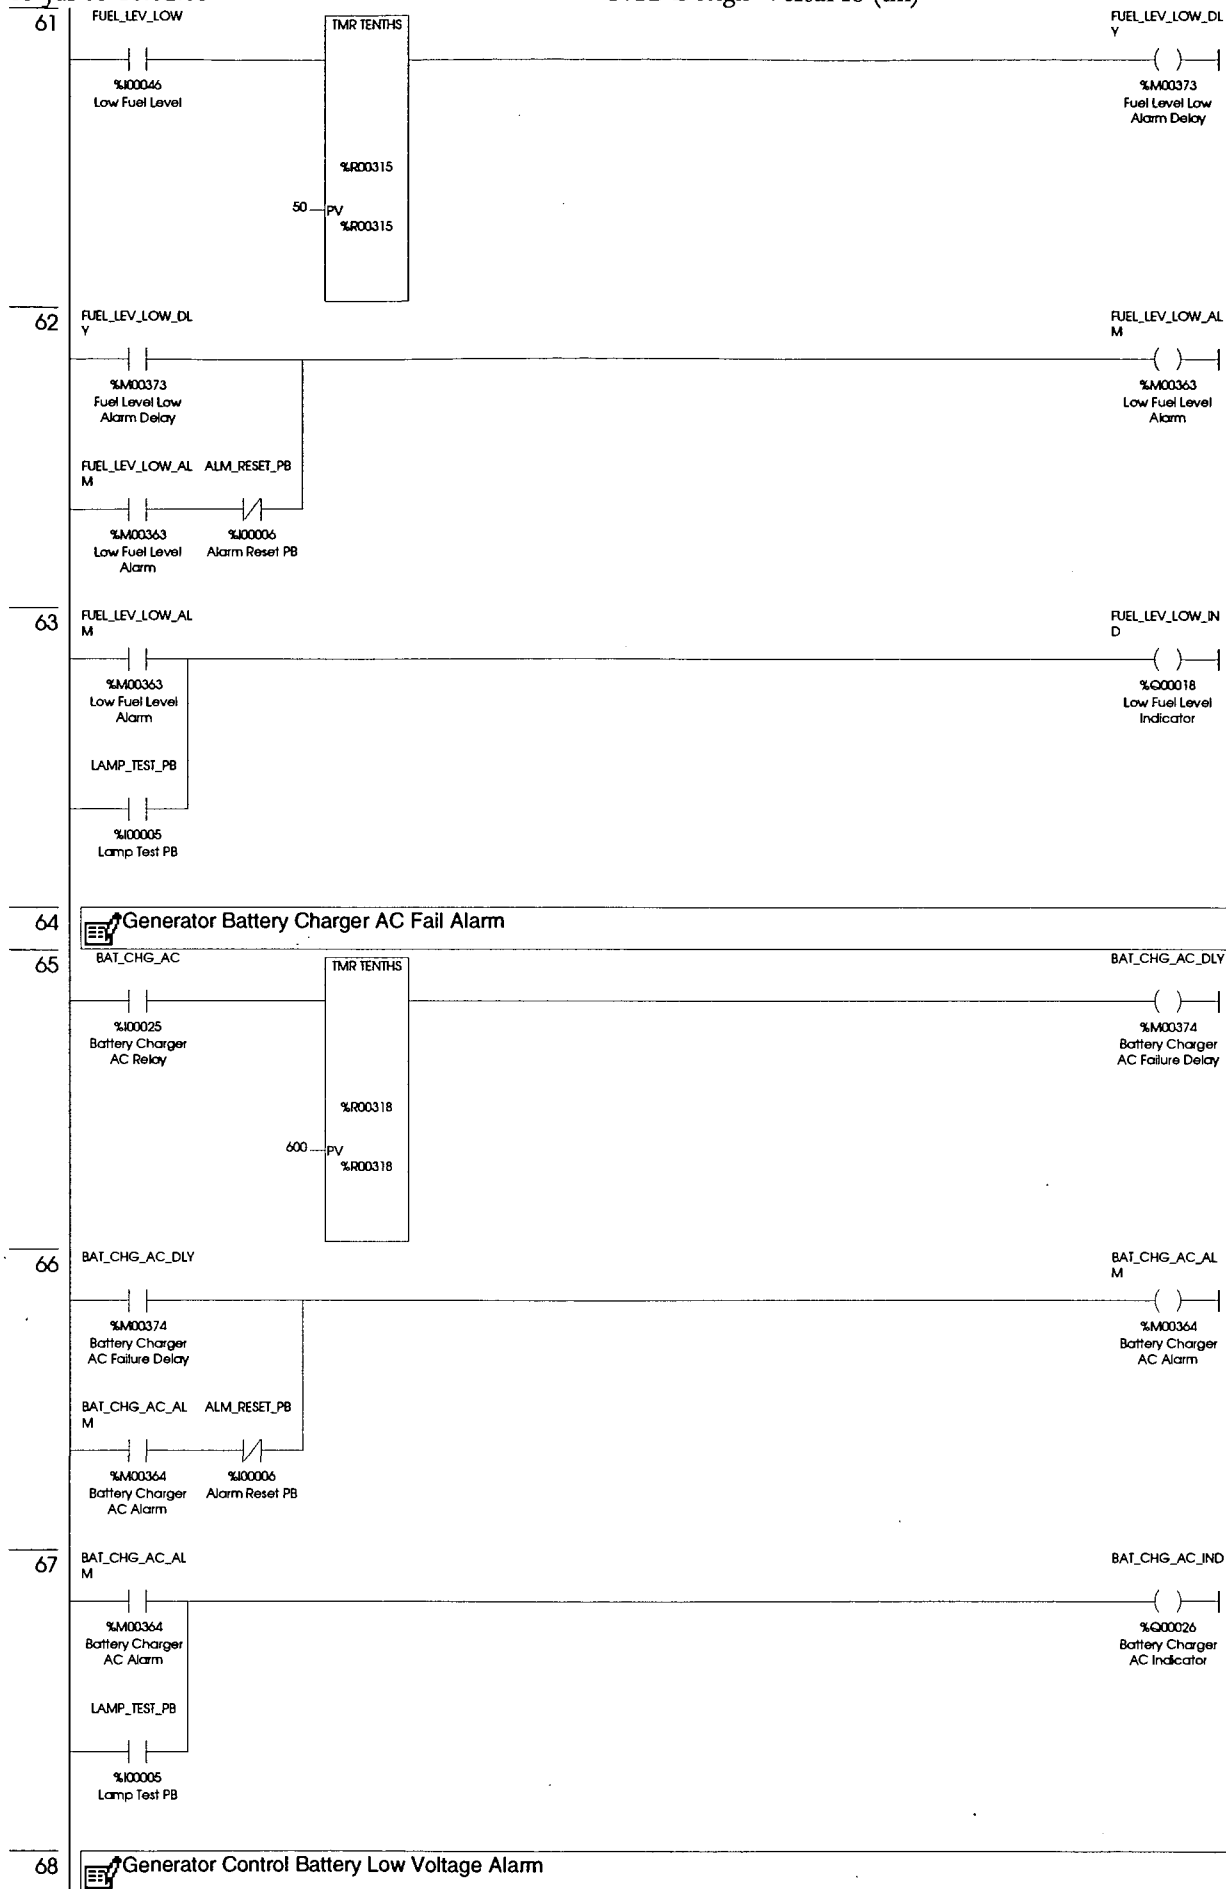 61
FUEL_LEV_LOW
TMR TENTHS
FUEL_LEV_LOW_DL
Y
%I00046
Low Fuel Level
%M00373
Fuel Level Low
Alarm Delay
%R00315
50
PV
%R00315
62
FUEL_LEV_LOW_DL
Y
FUEL_LEV_LOW_AL
M
%M00373
Fuel Level Low
Alarm Delay
%M00363
Low Fuel Level
Alarm
FUEL_LEV_LOW_AL
M
ALM_RESET_PB
%M00363
Low Fuel Level
Alarm
%I00006
Alarm Reset PB
63
FUEL_LEV_LOW_AL
M
FUEL_LEV_LOW_IN
D
%M00363
Low Fuel Level
Alarm
%Q00018
Low Fuel Level
Indicator
LAMP_TEST_PB
%I00005
Lamp Test PB
64
Generator Battery Charger AC Fail Alarm
65
BAT_CHG_AC
TMR TENTHS
BAT_CHG_AC_DLY
%I00025
Battery Charger
AC Relay
%M00374
Battery Charger
AC Failure Delay
%R00318
600
PV
%R00318
66
BAT_CHG_AC_DLY
BAT_CHG_AC_AL
M
%M00374
Battery Charger
AC Failure Delay
%M00364
Battery Charger
AC Alarm
BAT_CHG_AC_AL
M
ALM_RESET_PB
%M00364
Battery Charger
AC Alarm
%I00006
Alarm Reset PB
67
BAT_CHG_AC_AL
M
BAT_CHG_AC_IND
%M00364
Battery Charger
AC Alarm
%Q00026
Battery Charger
AC Indicator
LAMP_TEST_PB
%I00005
Lamp Test PB
68
Generator Control Battery Low Voltage Alarm